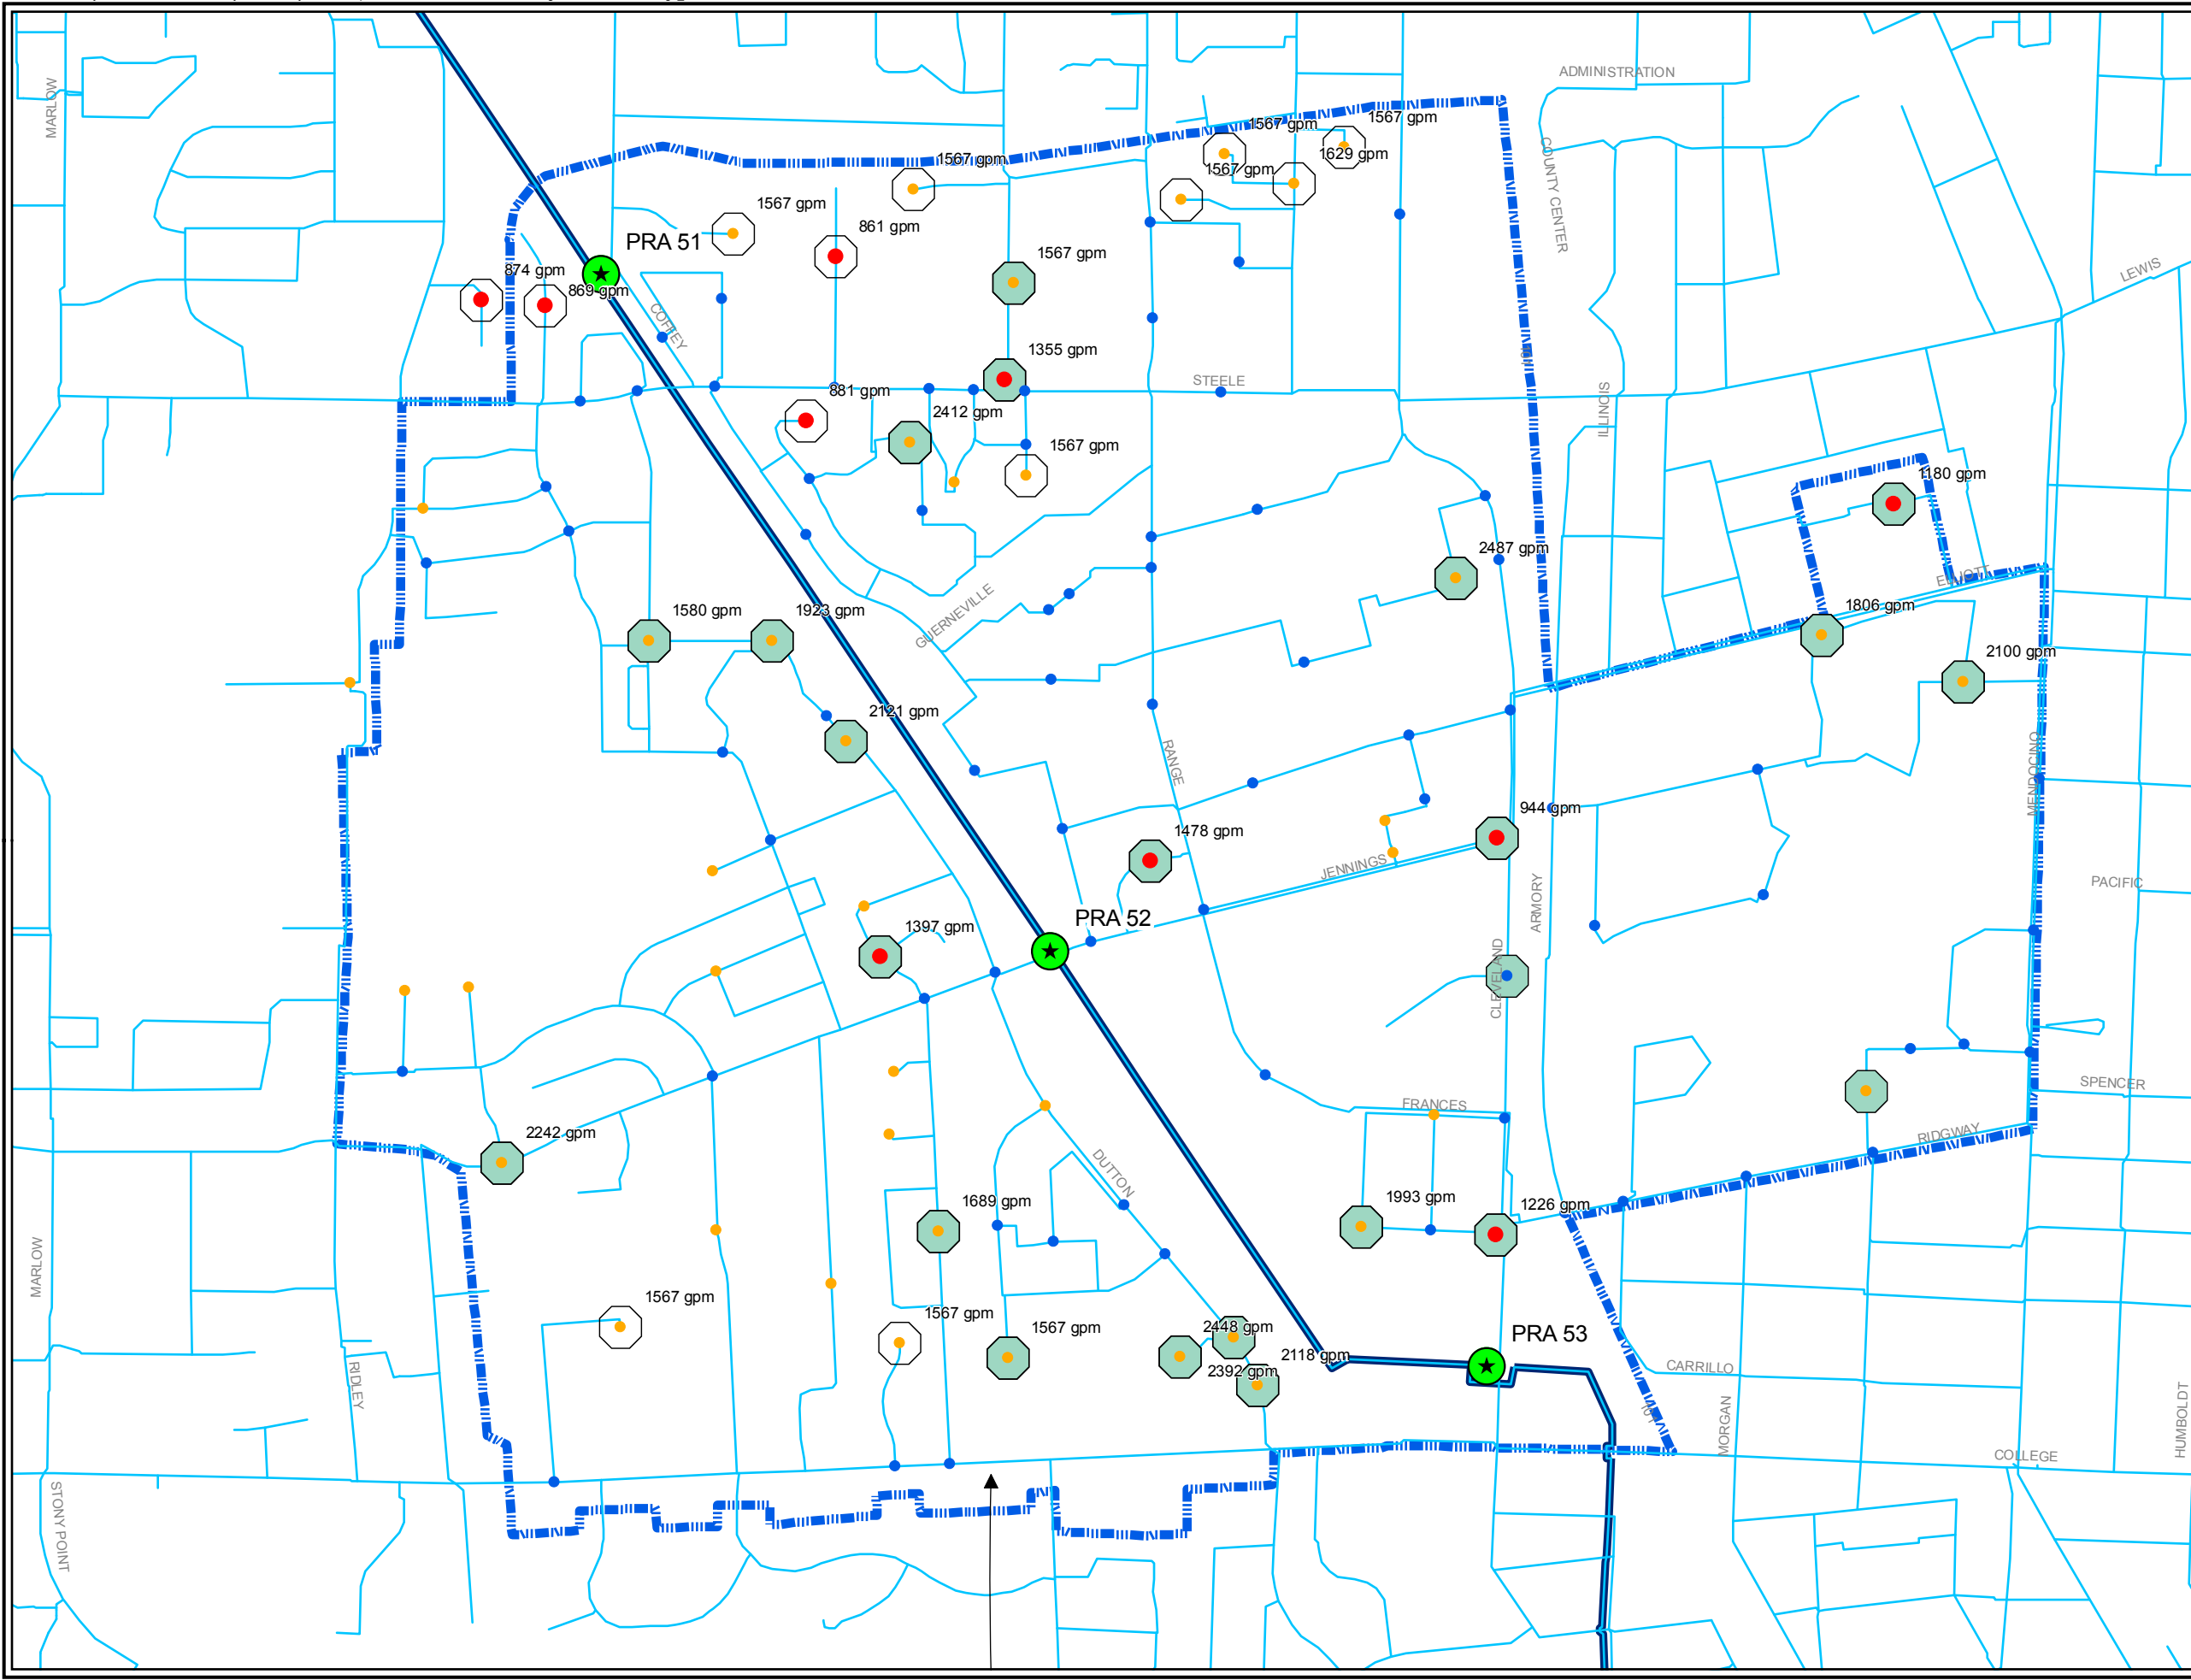 ADMINISTRATION
MARLOW
1567 gpm
1567 gpm
COUNTY CENTER
1567 gpm
1629 gpm
1567 gpm
1567 gpm
861 gpm
PRA 51
1567 gpm
874 gpm
869 gpm
LEWIS
COFFEY
1355 gpm
STEELE
881 gpm
ILLINOIS
2412 gpm
1567 gpm
1180 gpm
2487 gpm
ELLIOTT
GUERNEVILLE
1580 gpm
1923 gpm
1806 gpm
2100 gpm
2121 gpm
RANGE
MENDOCINO
944 gpm
1478 gpm
JENNINGS
PACIFIC
ARMORY
PRA 52
1397 gpm
CLEVELAND
SPENCER
FRANCES
2242 gpm
RIDGWAY
DUTTON
1689 gpm
1993 gpm
1226 gpm
MARLOW
1567 gpm
1567 gpm
1567 gpm
2448 gpm
PRA 53
2118 gpm
2392 gpm
CARRILLO
RIDLEY
101
MORGAN
HUMBOLDT
COLLEGE
STONY POINT